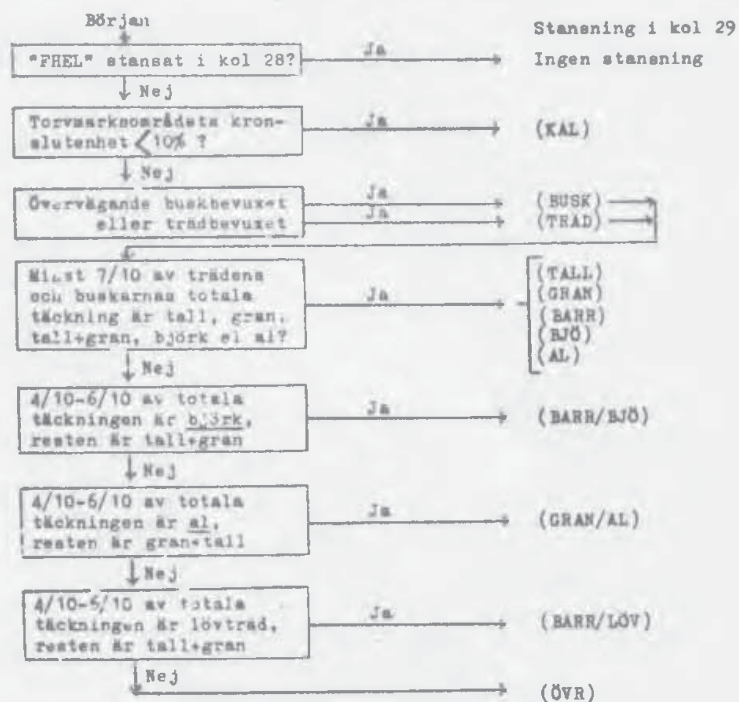 Början
Stansning i kol 29
"FHEL" stansat i kol 28?
Ja
Ingen stansning
Nej
Torvmarksområdets kron-
slutenhet <10% ?
Ja
(KAL)
Nej
Övervägande buskbevuxet
eller trädbevuxet
Ja
Ja
(BUSK)
(TRÄD)
Minst 7/10 av trädens
och buskarnas totala
täckning är tall, gran,
tall+gran, björk el al?
Ja
(TALL)
(GRAN)
(BARR)
(BJÖ)
(AL)
Nej
4/10-6/10 av totala
täckningen är björk,
resten är tall+gran
Ja
(BARR/BJÖ)
Nej
4/10-6/10 av totala
täckningen är al,
resten är gran+tall
Ja
(GRAN/AL)
Nej
4/10-6/10 av totala
täckningen är lövträd,
resten är tall+gran
Ja
(BARR/LÖV)
Nej
(ÖVR)